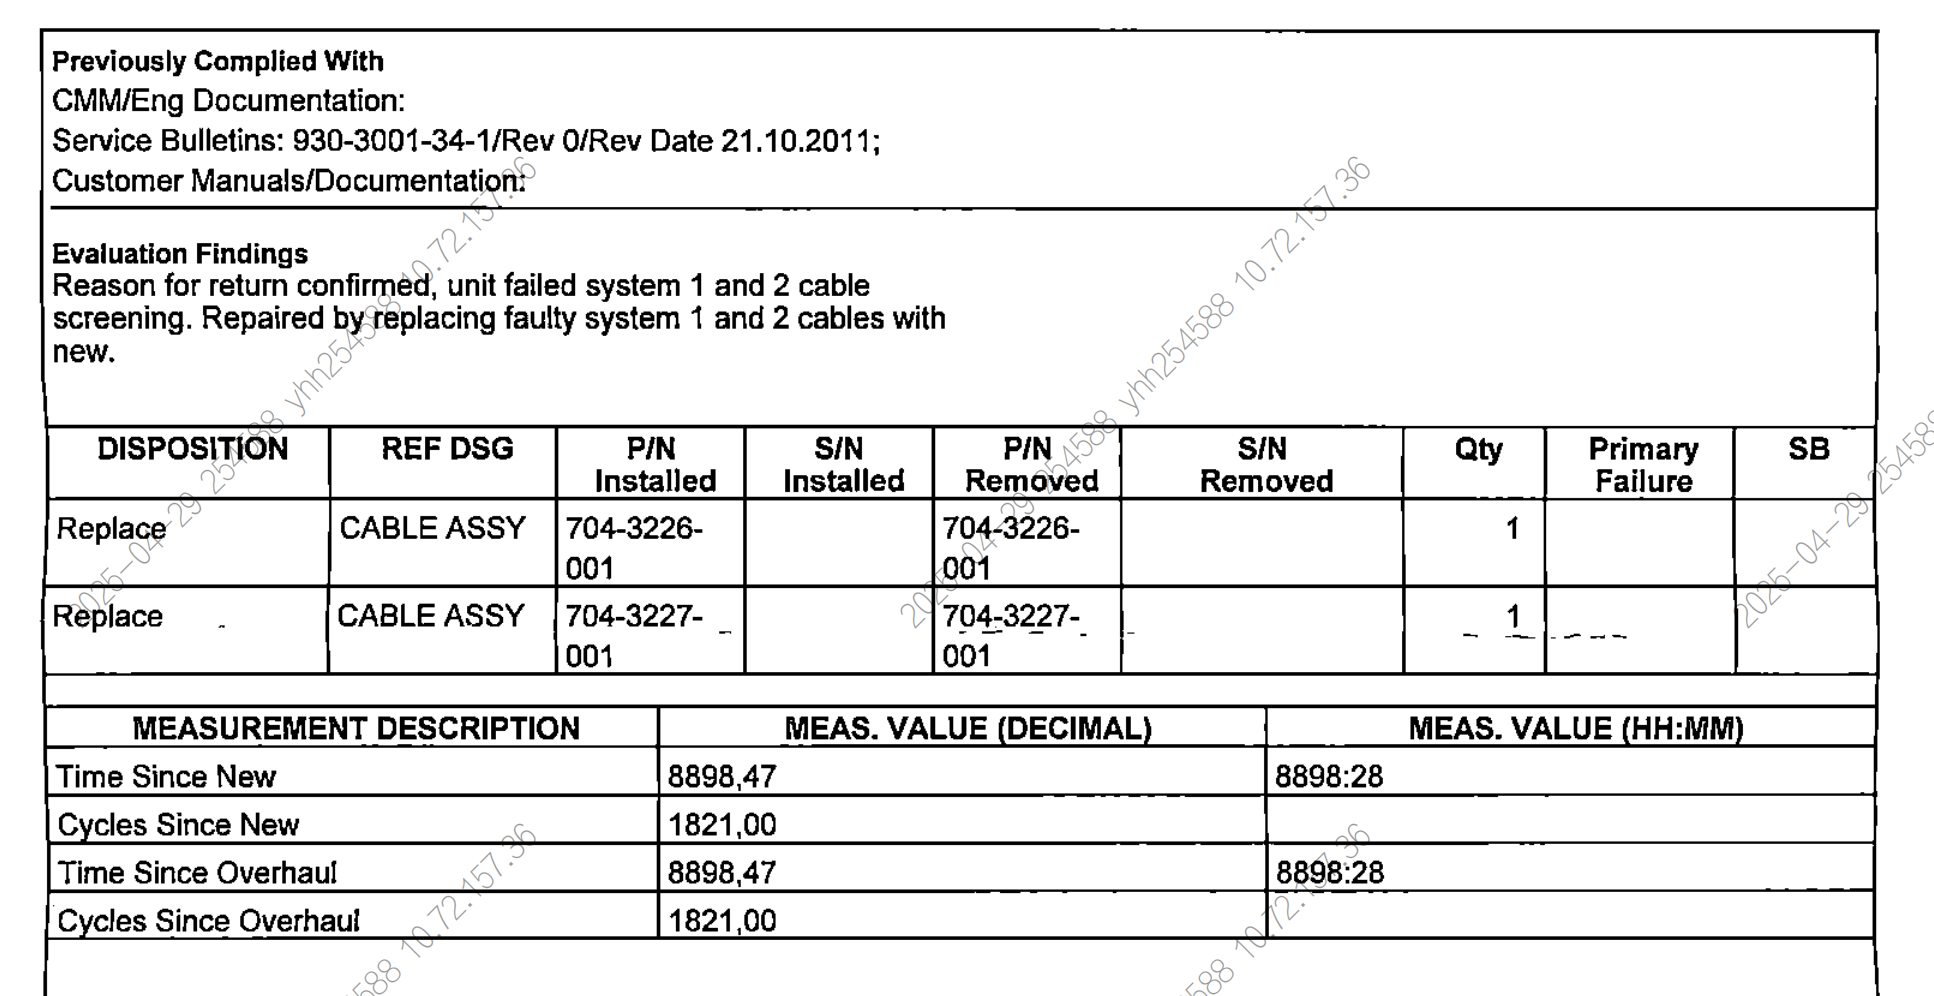 Previously Complied With
CMM/Eng Documentation:
Service Bulletins: 930-3001-34-1/Rev 0/Rev Date 21.10.2011;
Customer Manuals/Documentation:
Evaluation Findings
Reason for return confirmed, unit failed system 1 and 2 cable
screening. Repaired by replacing faulty system 1 and 2 cables with
new.
DISPOSITION REF DSG P/N Installed S/N Installed P/N Removed S/N Removed Qty Primary Failure SB
Replace CABLE ASSY 704-3226-001 704-3226-001 1
Replace CABLE ASSY 704-3227-001 704-3227-001 1
MEASUREMENT DESCRIPTION MEAS. VALUE (DECIMAL) MEAS. VALUE (HH:MM)
Time Since New 8898,47 8898:28
Cycles Since New 1821,00
Time Since Overhaul 8898,47 8898:28
Cycles Since Overhaul 1821,00
2025-04-29 254588 yhh254588 10.72.157.36
2025-04-29 254588 yhh254588 10.72.157.36
2025-04-29 254588
588 10.72.157.36
588 10.72.157.36